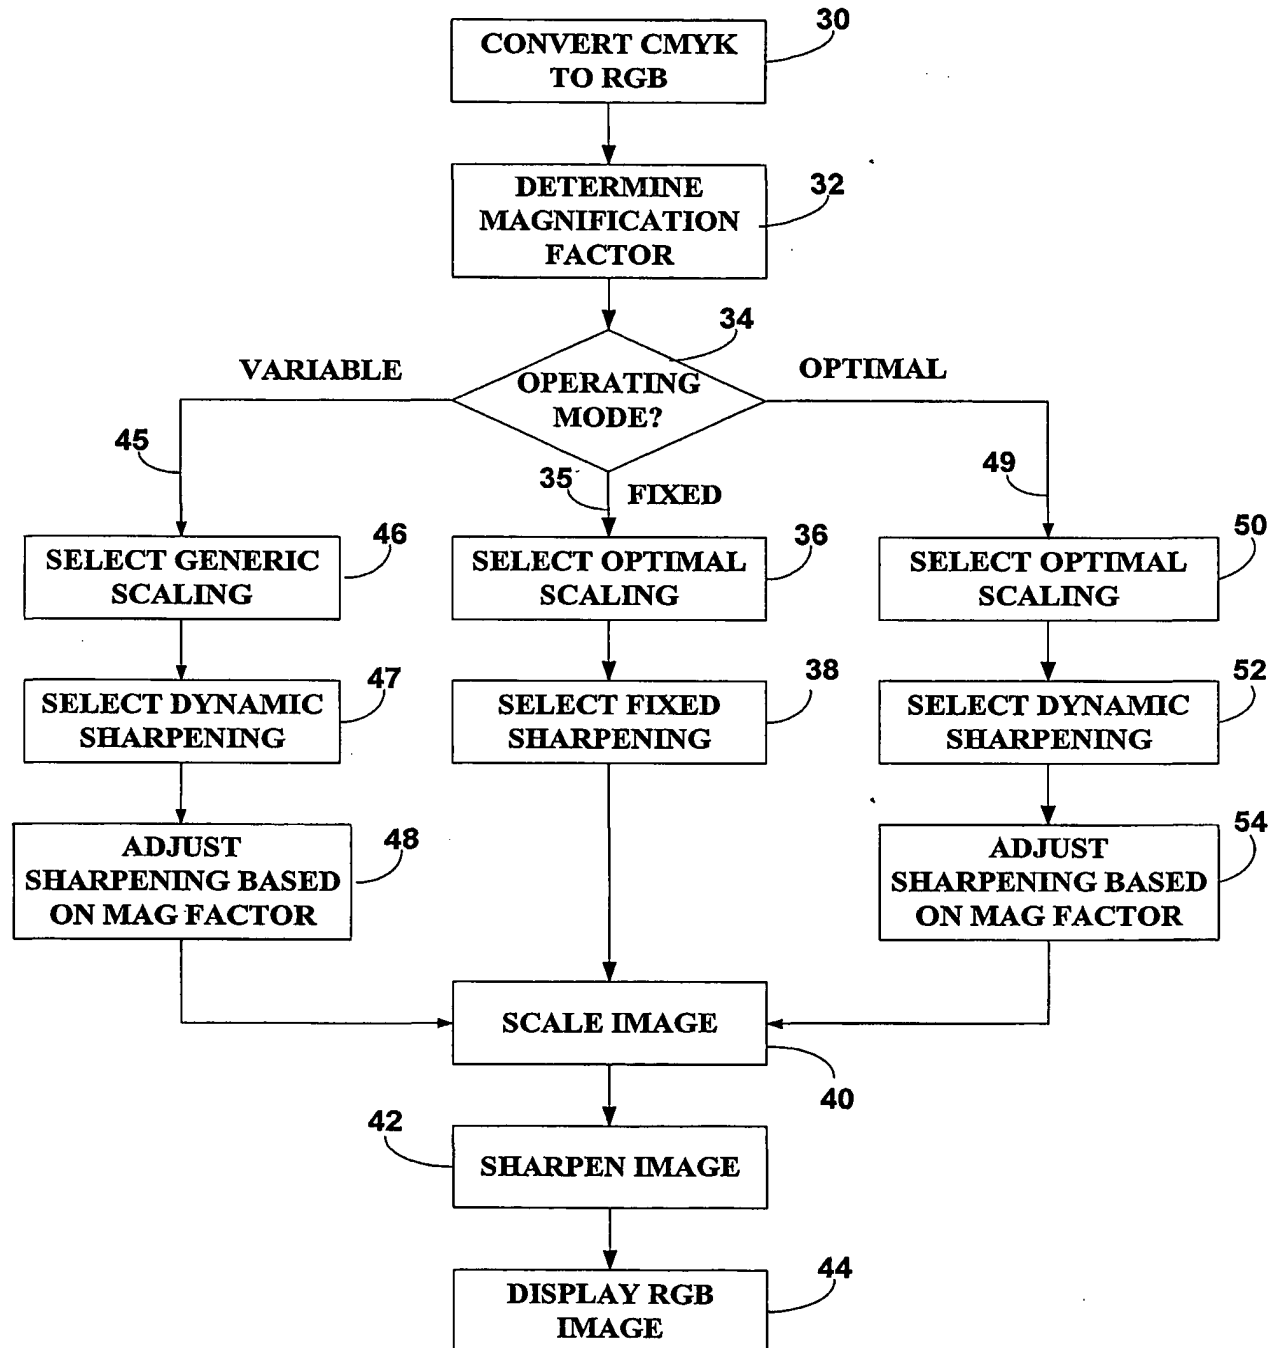 30
CONVERT CMYK
TO RGB
32
DETERMINE
MAGNIFICATION
FACTOR
34
VARIABLE
OPTIMAL
OPERATING
MODE?
45
35
FIXED
49
46
SELECT GENERIC
SCALING
36
SELECT OPTIMAL
SCALING
50
SELECT OPTIMAL
SCALING
47
SELECT DYNAMIC
SHARPENING
38
SELECT FIXED
SHARPENING
52
SELECT DYNAMIC
SHARPENING
48
ADJUST
SHARPENING BASED
ON MAG FACTOR
54
ADJUST
SHARPENING BASED
ON MAG FACTOR
SCALE IMAGE
40
42
SHARPEN IMAGE
44
DISPLAY RGB
IMAGE